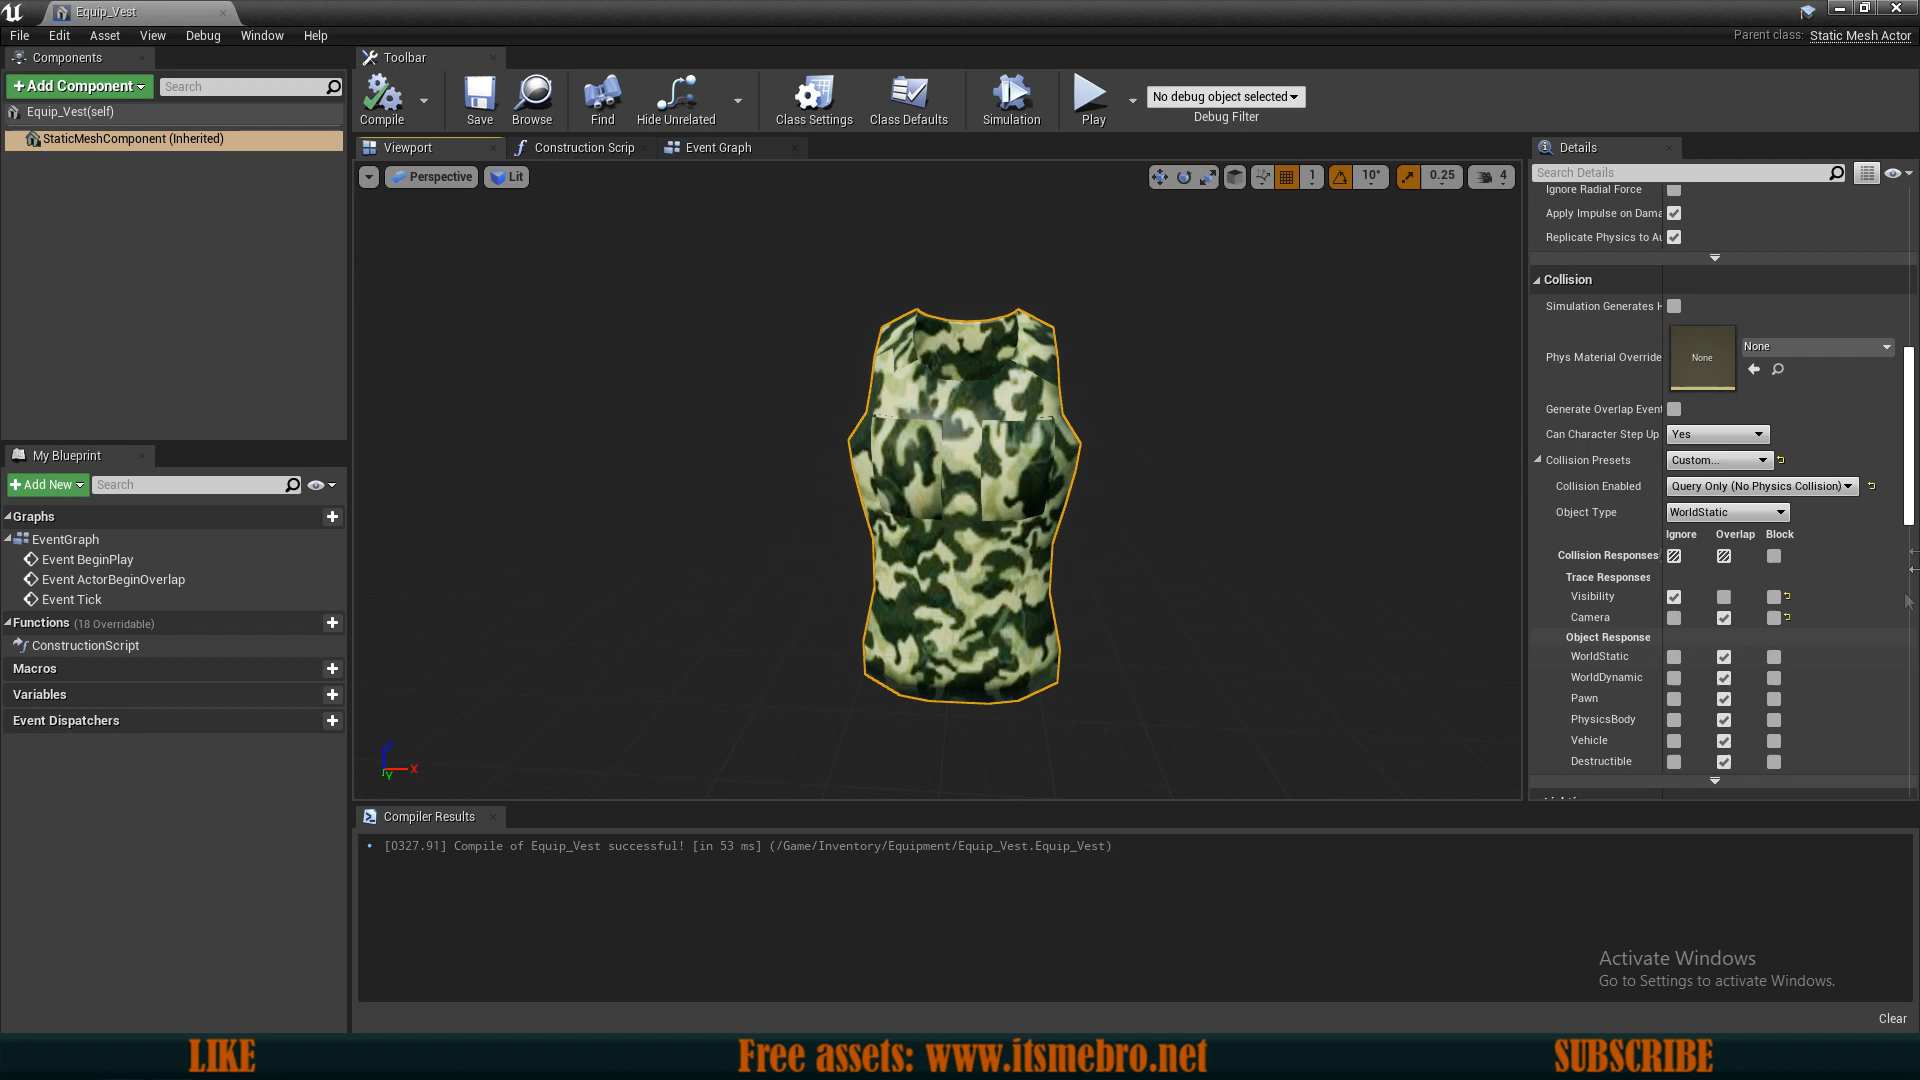 Equip_Vest
File Edit Asset View Debug Window Help
Parent class: Static Mesh Actor
Components
+ Add Component
Search
Equip_Vest(self)
StaticMeshComponent (Inherited)
Toolbar
Compile
Save
Browse
Find
Hide Unrelated
Class Settings
Class Defaults
Simulation
Play
No debug object selected
Debug Filter
Viewport
Construction Scrip
Event Graph
Perspective
Lit
1
10°
0.25
4
Details
Search Details
Ignore Radial Force
Apply Impulse on Dama
Replicate Physics to Au
Collision
Simulation Generates H
Phys Material Override
None
None
Generate Overlap Event
Can Character Step Up
Yes
Collision Presets
Custom...
Collision Enabled
Query Only (No Physics Collision)
Object Type
WorldStatic
Ignore Overlap Block
Collision Responses
Trace Responses
Visibility
Camera
Object Response
WorldStatic
WorldDynamic
Pawn
PhysicsBody
Vehicle
Destructible
X
Y
My Blueprint
+ Add New
Search
Graphs
EventGraph
Event BeginPlay
Event ActorBeginOverlap
Event Tick
Functions (18 Overridable)
ConstructionScript
Macros
Variables
Event Dispatchers
Compiler Results
[0327.91] Compile of Equip_Vest successful! [in 53 ms] (/Game/Inventory/Equipment/Equip_Vest.Equip_Vest)
Activate Windows
Go to Settings to activate Windows.
Clear
LIKE
Free assets: www.itsmebro.net
SUBSCRIBE